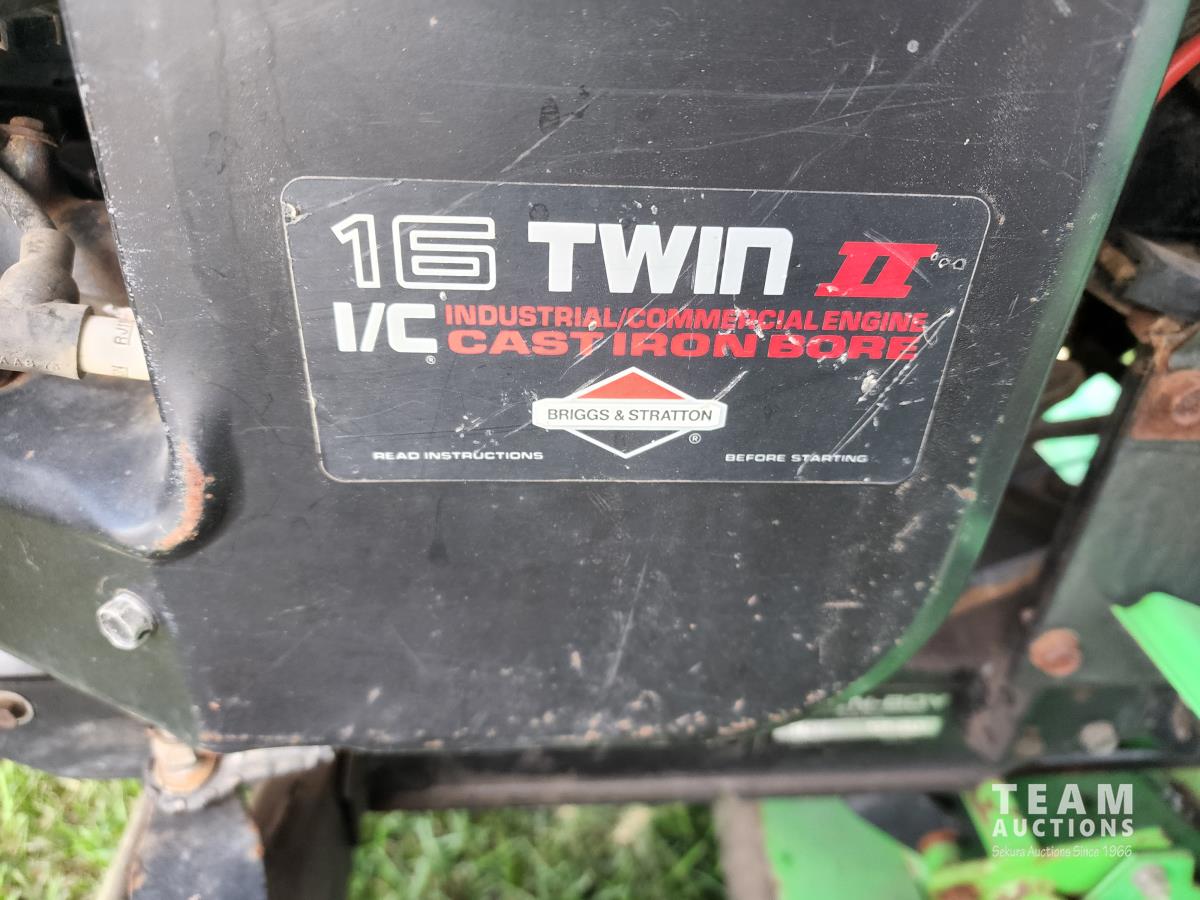 16 TWIN II
I/C® INDUSTRIAL/COMMERCIAL ENGINE
CAST IRON BORE
BRIGGS & STRATTON ®
READ INSTRUCTIONS BEFORE STARTING
TEAM
AUCTIONS
Sekura Auctions Since 1966